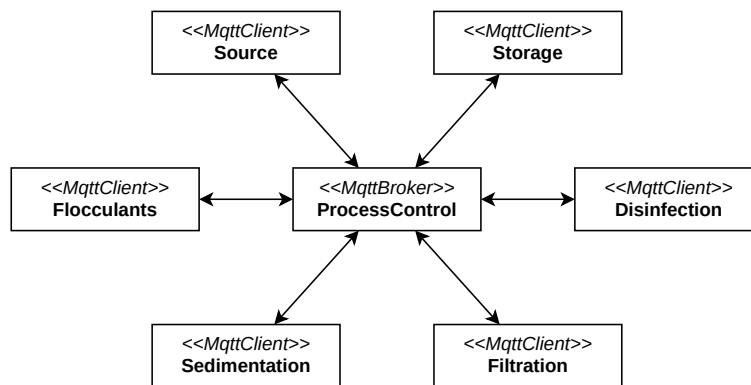 <<MqttClient>>
Source
<<MqttClient>>
Storage
<<MqttClient>>
Flocculants
<<MqttBroker>>
ProcessControl
<<MqttClient>>
Disinfection
<<MqttClient>>
Sedimentation
<<MqttClient>>
Filtration